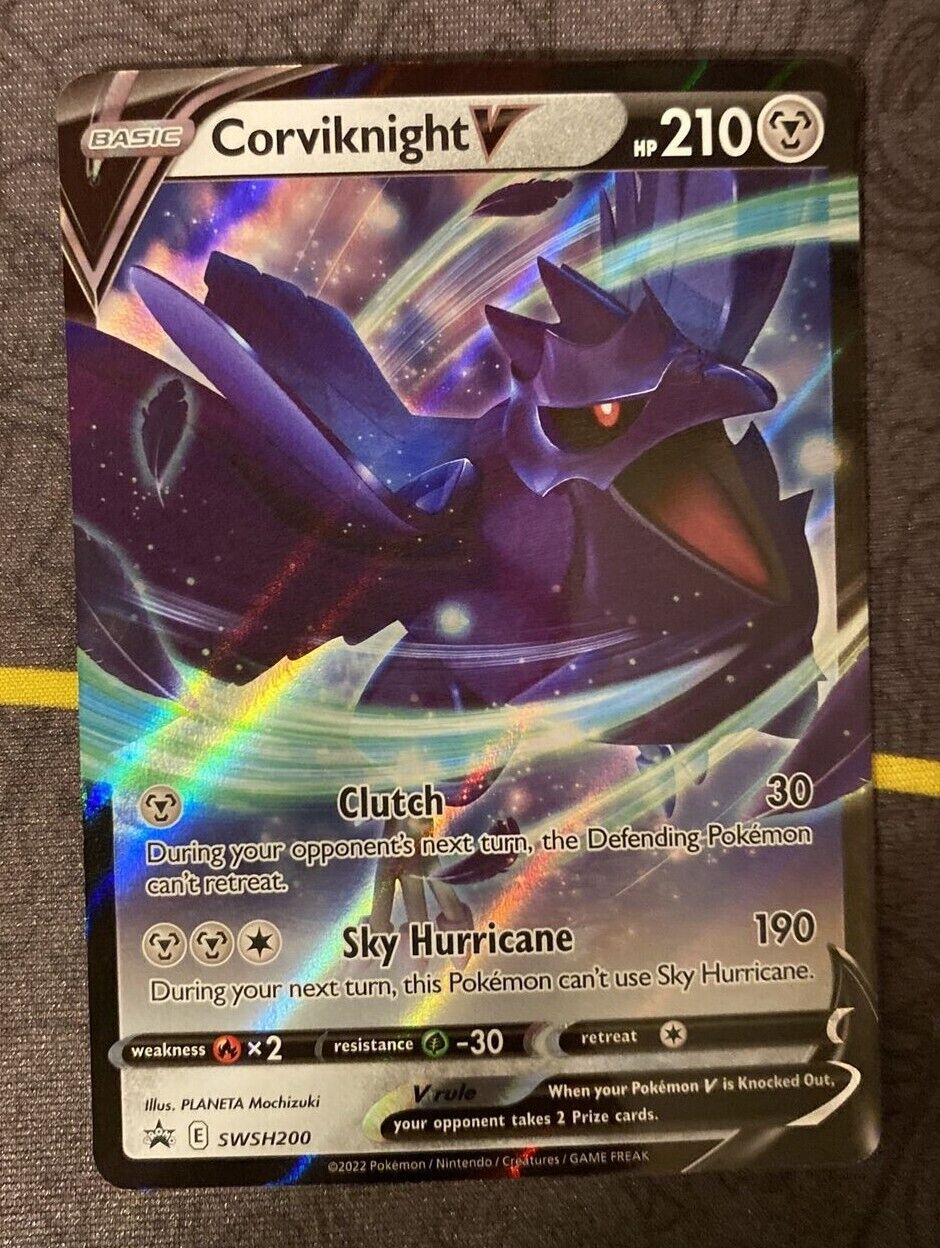 BASIC
Corviknight V
HP 210
Clutch 30
During your opponent's next turn, the Defending Pokémon
can't retreat.
Sky Hurricane 190
During your next turn, this Pokémon can't use Sky Hurricane.
weakness ×2 resistance -30 retreat
V rule When your Pokémon V is Knocked Out,
your opponent takes 2 Prize cards.
Illus. PLANETA Mochizuki
E SWSH200
©2022 Pokémon / Nintendo / Creatures / GAME FREAK